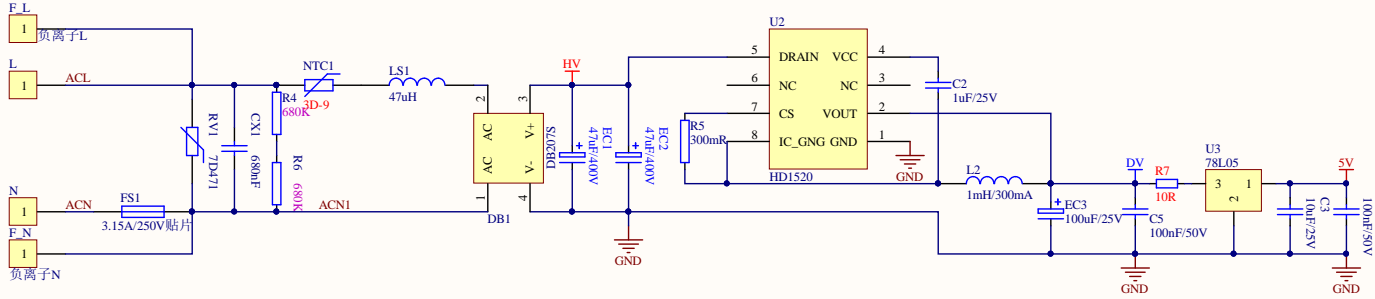 F_L
1
负离子L
L
1
ACL
N
1
ACN
F_N
1
负离子N
FS1
3.15A/250V贴片
RV1
7D471
CX1
680nF
R4
680K
R6
680K
NTC1
3D-9
LS1
47uH
ACN1
2
3
AC
V+
AC
V-
1
4
DB207S
DB1
HV
EC1
47uF/400V
EC2
47uF/400V
GND
U2
5
DRAIN
VCC
4
6
NC
NC
3
7
CS
VOUT
2
8
IC_GNG
GND
1
HD1520
R5
300mR
C2
1uF/25V
GND
L2
1mH/300mA
EC3
100uF/25V
DV
C5
100nF/50V
GND
R7
10R
U3
78L05
3
1
2
C3
10uF/25V
5V
100nF/50V
GND